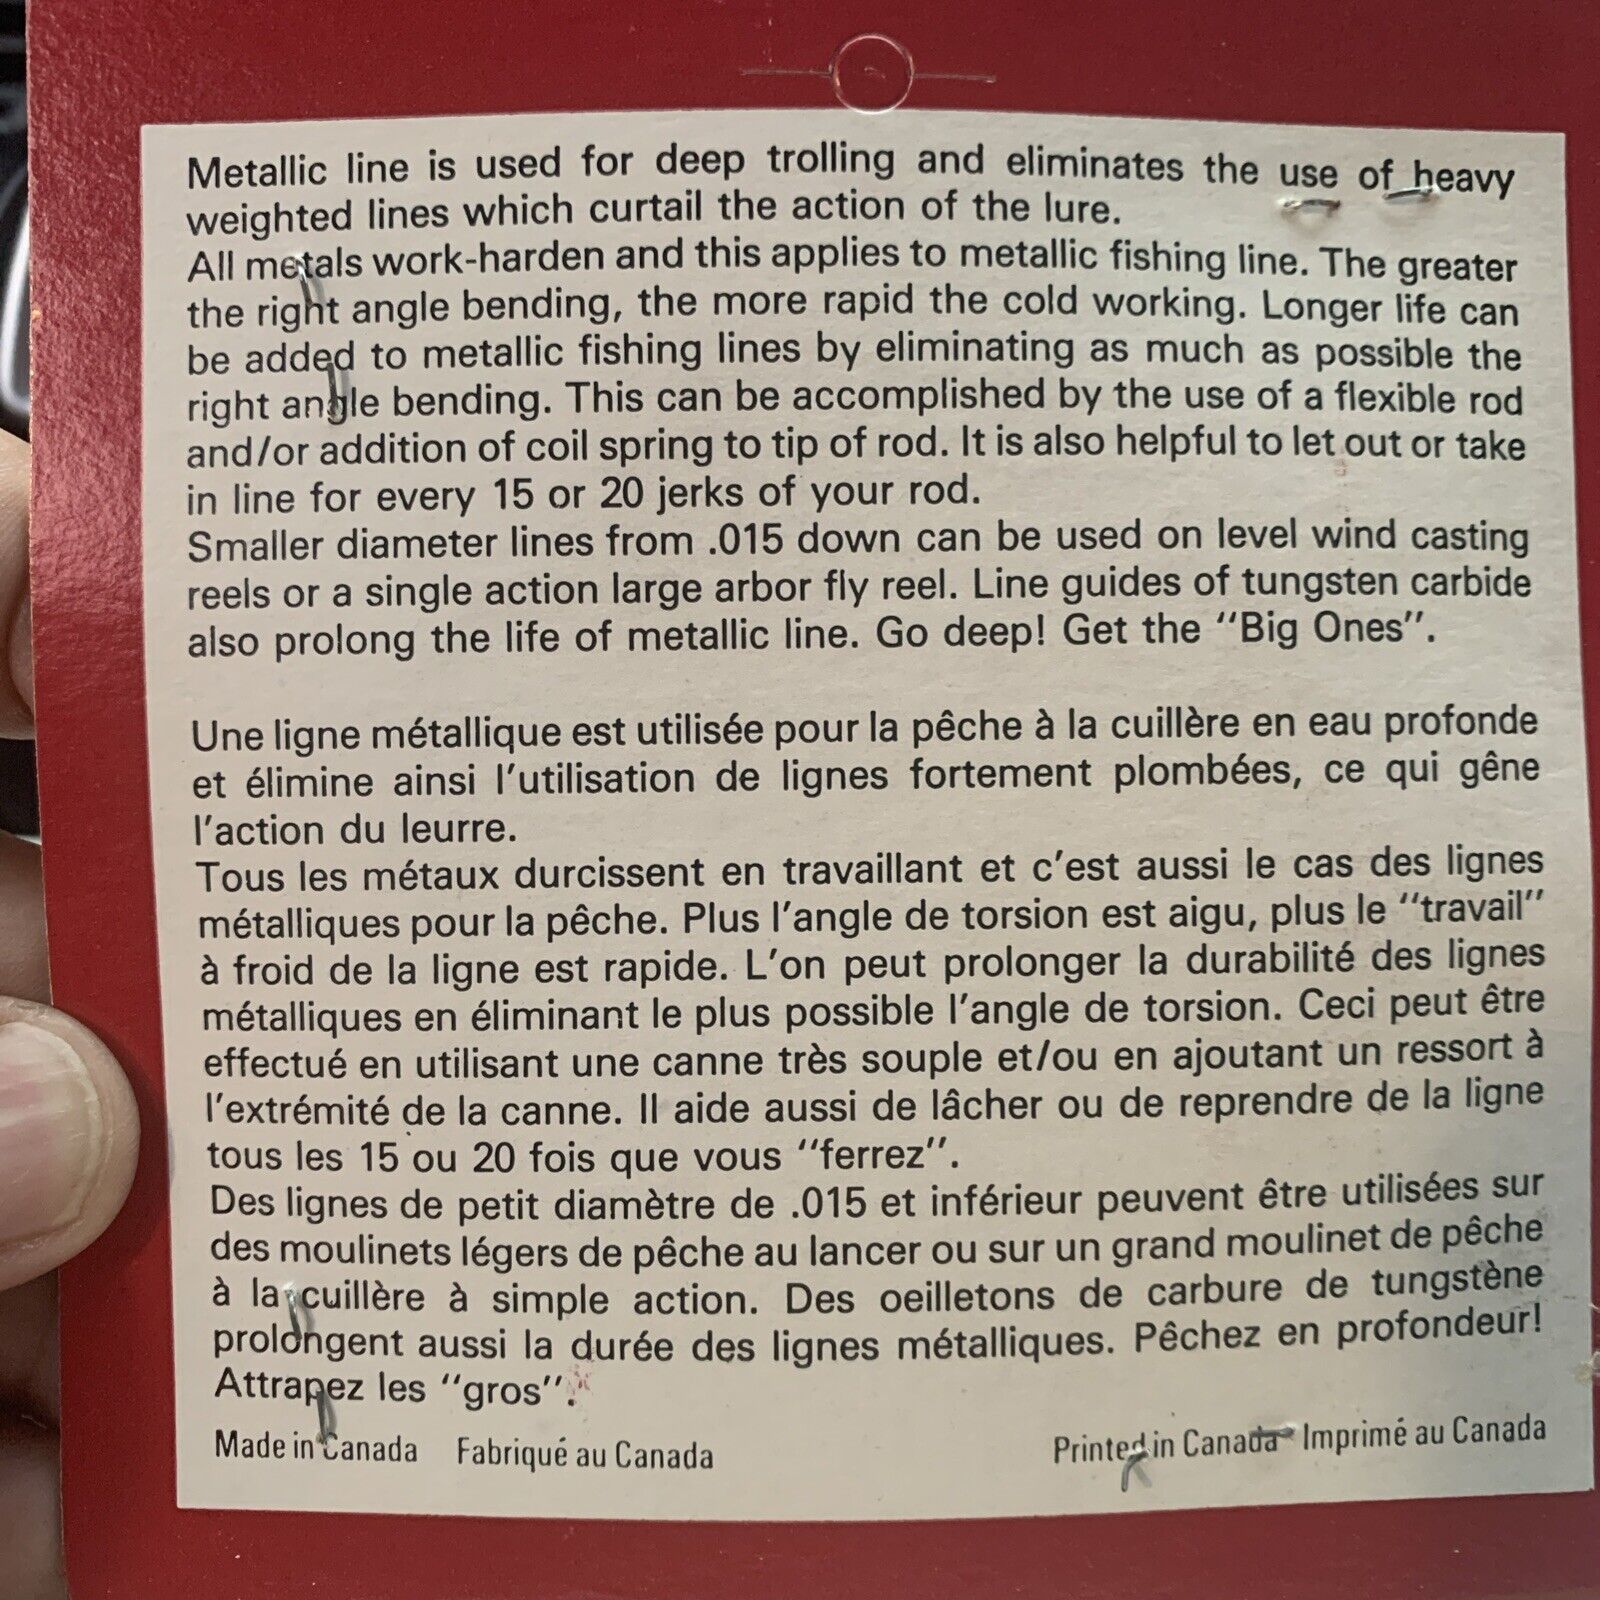 Metallic line is used for deep trolling and eliminates the use of heavy
weighted lines which curtail the action of the lure.
All metals work-harden and this applies to metallic fishing line. The greater
the right angle bending, the more rapid the cold working. Longer life can
be added to metallic fishing lines by eliminating as much as possible the
right angle bending. This can be accomplished by the use of a flexible rod
and/or addition of coil spring to tip of rod. It is also helpful to let out or take
in line for every 15 or 20 jerks of your rod.
Smaller diameter lines from .015 down can be used on level wind casting
reels or a single action large arbor fly reel. Line guides of tungsten carbide
also prolong the life of metallic line. Go deep! Get the "Big Ones".
Une ligne métallique est utilisée pour la pêche à la cuillère en eau profonde
et élimine ainsi l'utilisation de lignes fortement plombées, ce qui gêne
l'action du leurre.
Tous les métaux durcissent en travaillant et c'est aussi le cas des lignes
métalliques pour la pêche. Plus l'angle de torsion est aigu, plus le "travail"
à froid de la ligne est rapide. L'on peut prolonger la durabilité des lignes
métalliques en éliminant le plus possible l'angle de torsion. Ceci peut être
effectué en utilisant une canne très souple et/ou en ajoutant un ressort à
l'extrémité de la canne. Il aide aussi de lâcher ou de reprendre de la ligne
tous les 15 ou 20 fois que vous "ferrez".
Des lignes de petit diamètre de .015 et inférieur peuvent être utilisées sur
des moulinets légers de pêche au lancer ou sur un grand moulinet de pêche
à la cuillère à simple action. Des oeilletons de carbure de tungstène
prolongent aussi la durée des lignes métalliques. Pêchez en profondeur!
Attrapez les "gros".
Made in Canada Fabriqué au Canada Printed in Canada Imprimé au Canada